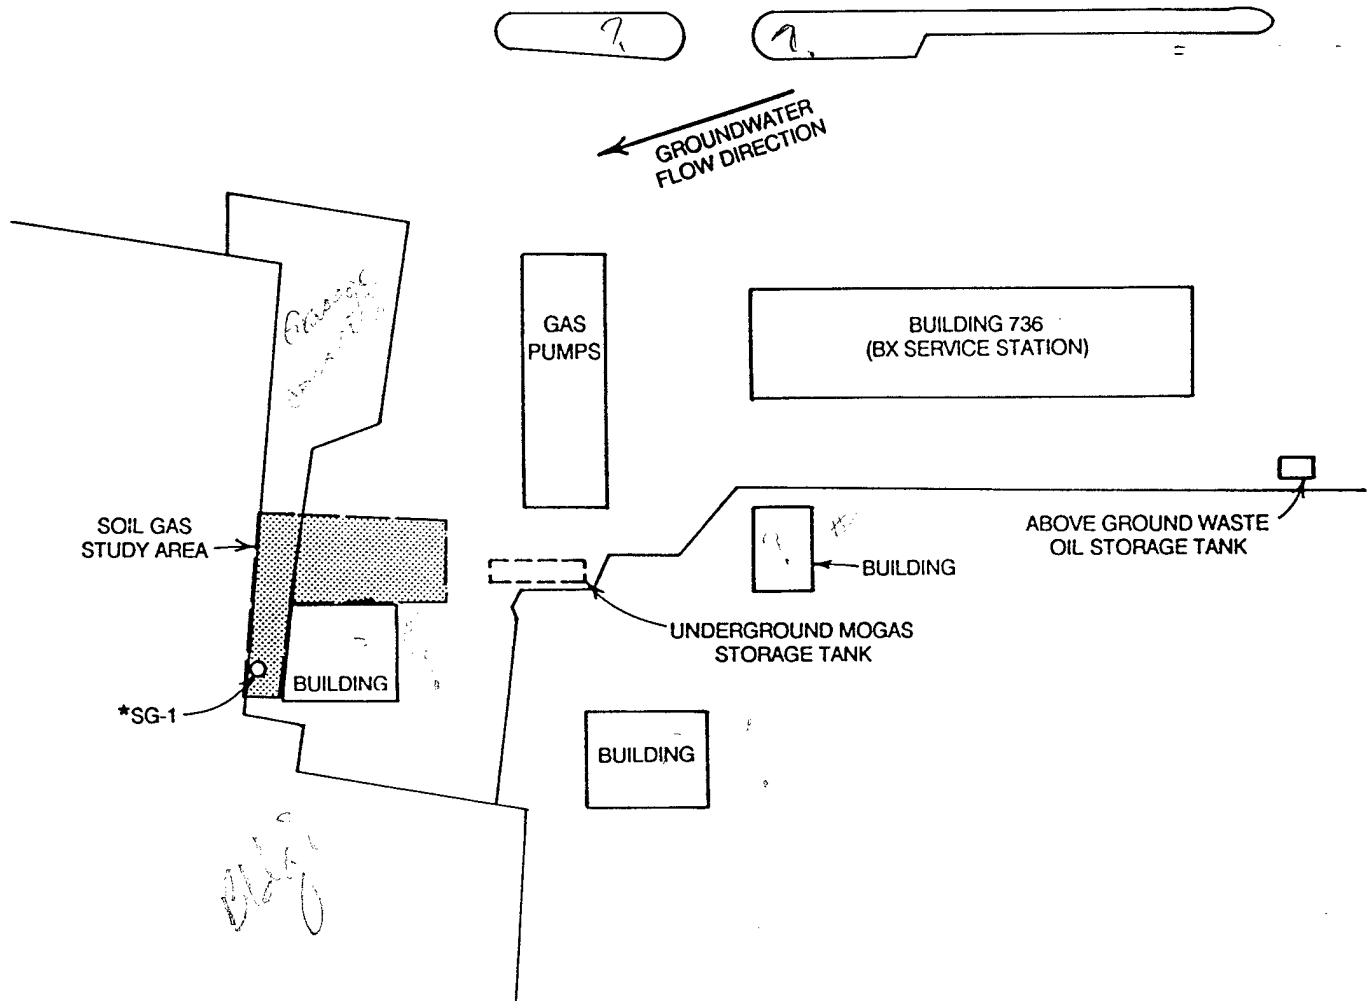 ?
?
GROUNDWATER
FLOW DIRECTION
GAS
PUMPS
BUILDING 736
(BX SERVICE STATION)
SOIL GAS
STUDY AREA
ABOVE GROUND WASTE
OIL STORAGE TANK
BUILDING
UNDERGROUND MOGAS
STORAGE TANK
BUILDING
*SG-1
BUILDING
Bldg